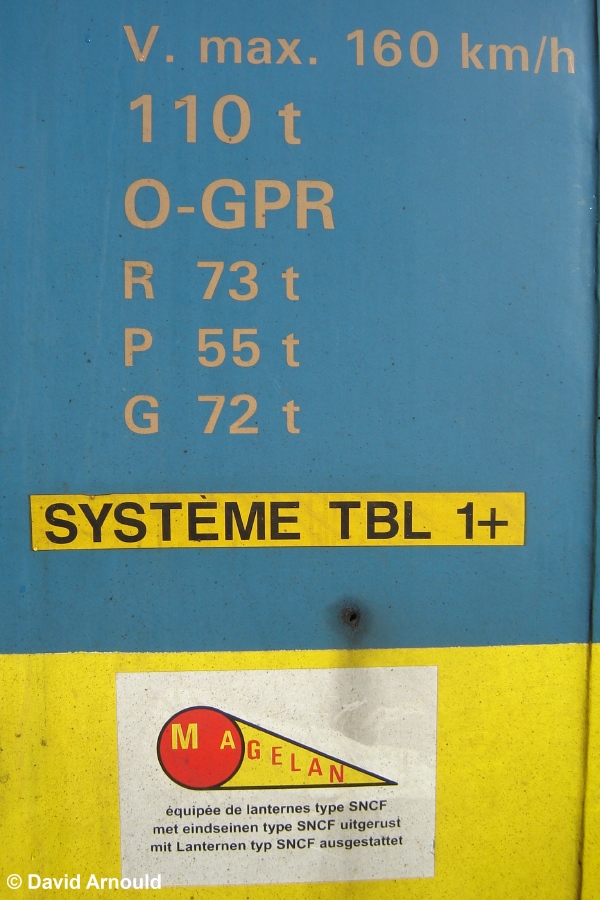 V. max. 160 km/h
110 t
O-GPR
R 73 t
P 55 t
G 72 t
SYSTÈME TBL 1+
MAGELAN
équipée de lanternes type SNCF
met eindseinen type SNCF uitgerust
mit Lanternen typ SNCF ausgestattet
© David Arnould